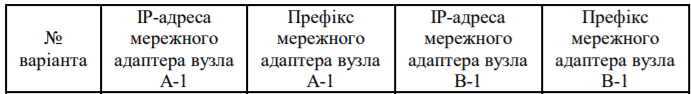 №
варіанта
IP-адреса
мережного
адаптера вузла
А-1
Префікс
мережного
адаптера вузла
А-1
IP-адреса
мережного
адаптера вузла
В-1
Префікс
мережного
адаптера вузла
В-1